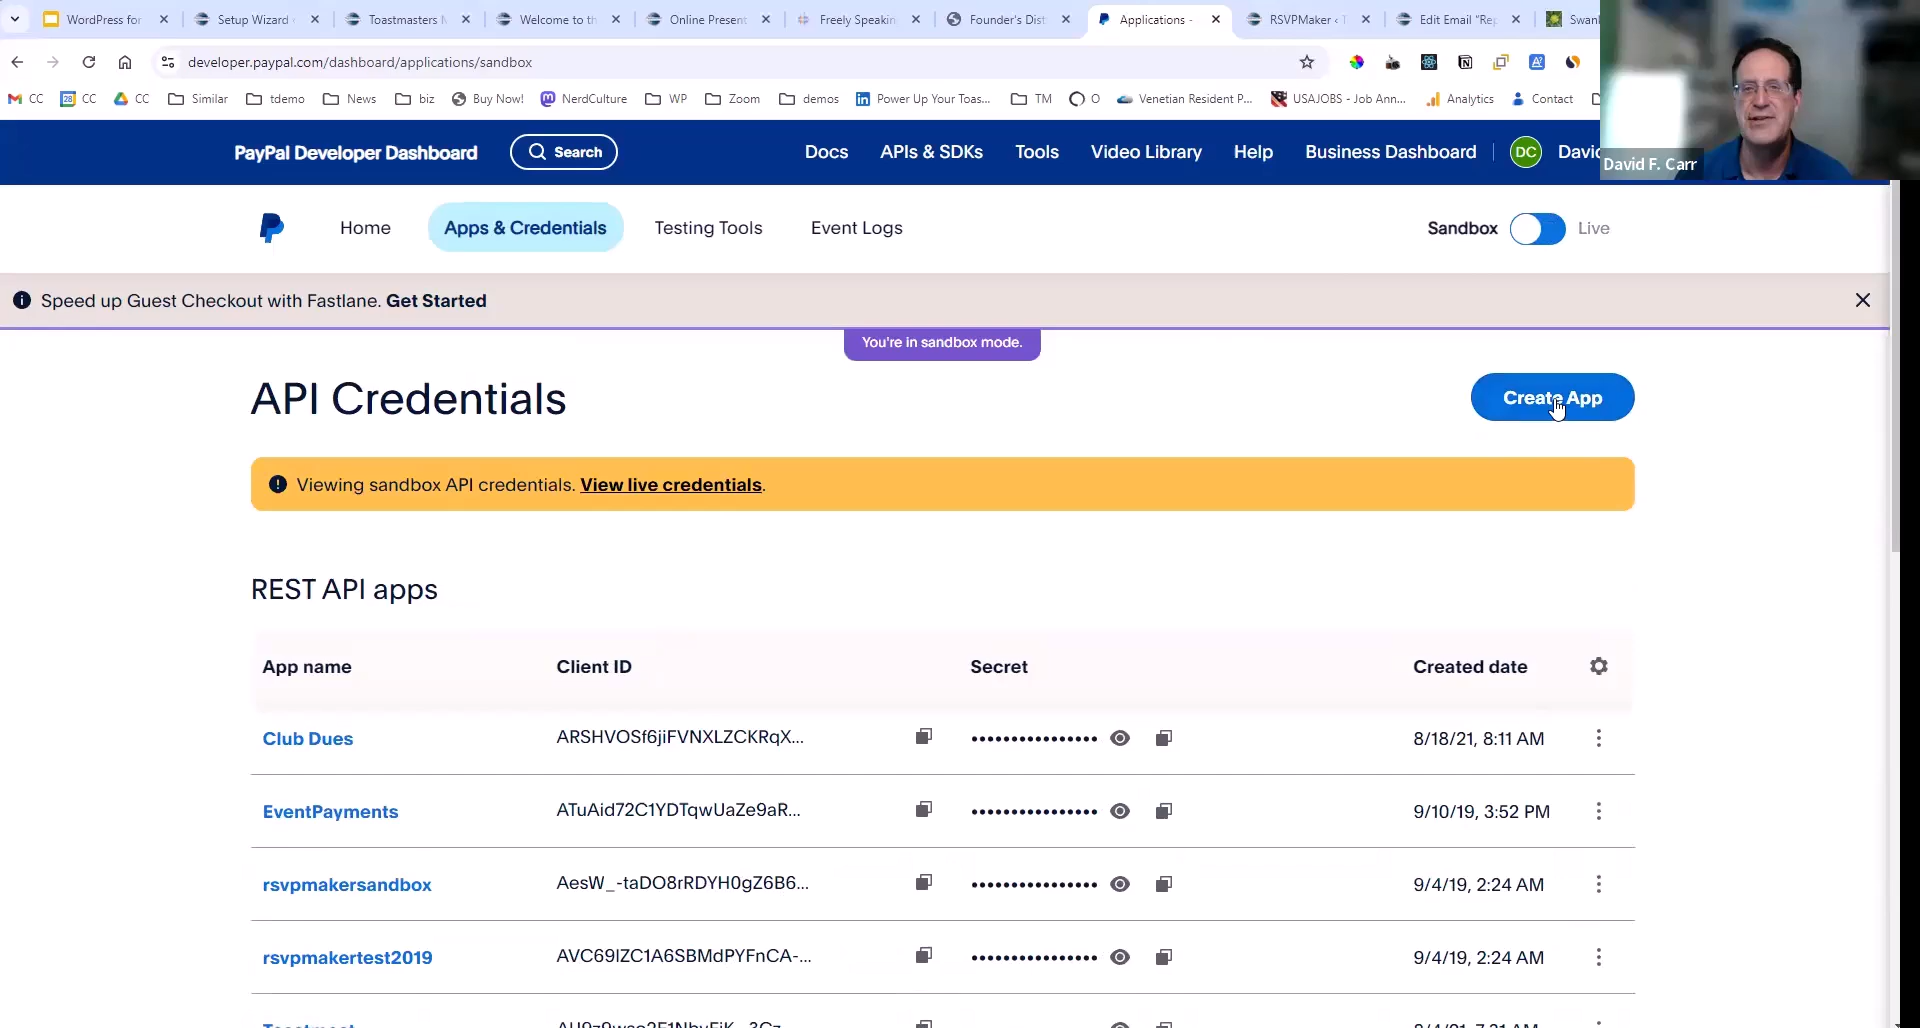 WordPress for
Setup Wizard
Toastmasters
Welcome to th
Online Present
Freely Speakin
Founder's Dist
Applications -
RSVPMaker ‹
Edit Email "Rep
Swank
developer.paypal.com/dashboard/applications/sandbox
CC
CC
CC
Similar
tdemo
News
biz
Buy Now!
NerdCulture
WP
Zoom
demos
Power Up Your Toas...
TM
O
Venetian Resident P...
USAJOBS - Job Ann...
Analytics
Contact
PayPal Developer Dashboard
Search
Docs
APIs & SDKs
Tools
Video Library
Help
Business Dashboard
DC
David F. Carr
Home
Apps & Credentials
Testing Tools
Event Logs
Sandbox
Live
Speed up Guest Checkout with Fastlane. Get Started
You're in sandbox mode.
API Credentials
Create App
Viewing sandbox API credentials. View live credentials.
REST API apps
App name Client ID Secret Created date
Club Dues ARSHVOSf6jiFVNXLZCKRqX... ••••••••••••••• 8/18/21, 8:11 AM
EventPayments ATuAid72C1YDTqwUaZe9aR... ••••••••••••••• 9/10/19, 3:52 PM
rsvpmakersandbox AesW_-taDO8rRDYH0gZ6B6... ••••••••••••••• 9/4/19, 2:24 AM
rsvpmakertest2019 AVC69IZC1A6SBMdPYFnCA-... ••••••••••••••• 9/4/19, 2:24 AM